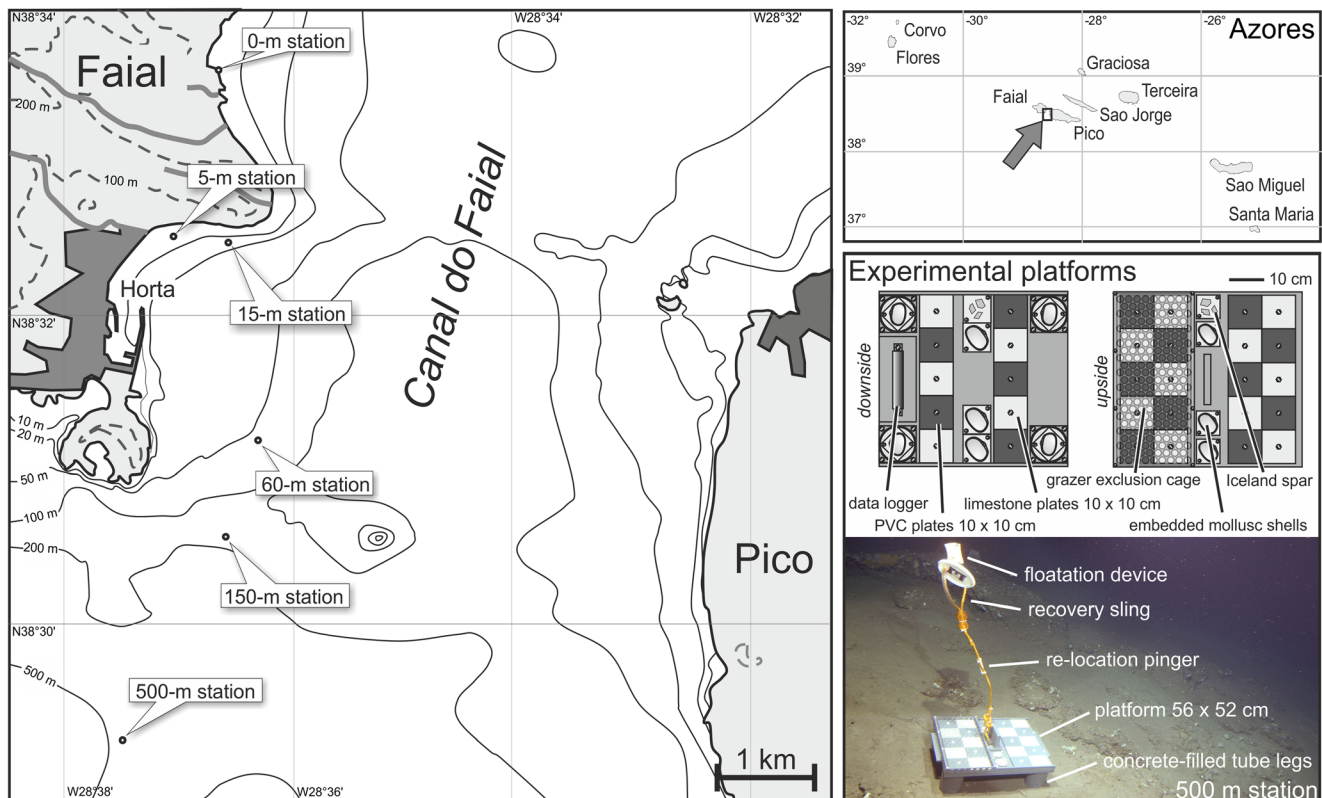 N38°34'
W28°34'
W28°32'
0-m station
Faial
200 m
5-m station
100 m
Canal do Faial
Horta
15-m station
N38°32'
10 m
20 m
50 m
60-m station
100 m
200 m
150-m station
Pico
N38°30'
500 m
500-m station
1 km
W28°38'
W28°36'
-32°
-30°
-28°
-26°
Azores
Corvo
Flores
39°
Graciosa
Faial
Terceira
Sao Jorge
Pico
38°
Sao Miguel
Santa Maria
37°
Experimental platforms
10 cm
downside
upside
grazer exclusion cage
Iceland spar
data logger
limestone plates 10 x 10 cm
PVC plates 10 x 10 cm
embedded mollusc shells
floatation device
recovery sling
re-location pinger
platform 56 x 52 cm
concrete-filled tube legs
500 m station